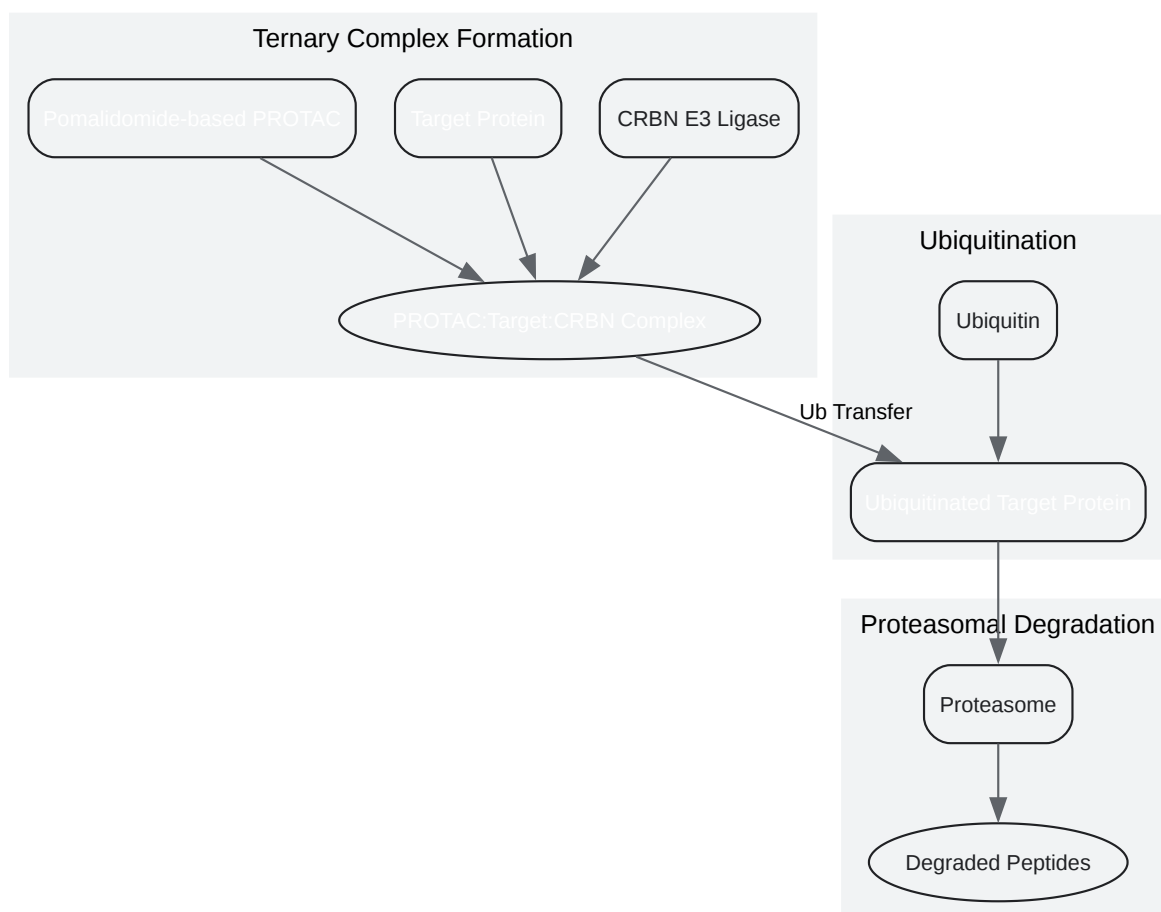 Ternary Complex Formation
Pomalidomide-based PROTAC
Target Protein
CRBN E3 Ligase
PROTAC:Target:CRBN Complex
Ubiquitination
Ubiquitin
Ub Transfer
Ubiquitinated Target Protein
Proteasomal Degradation
Proteasome
Degraded Peptides